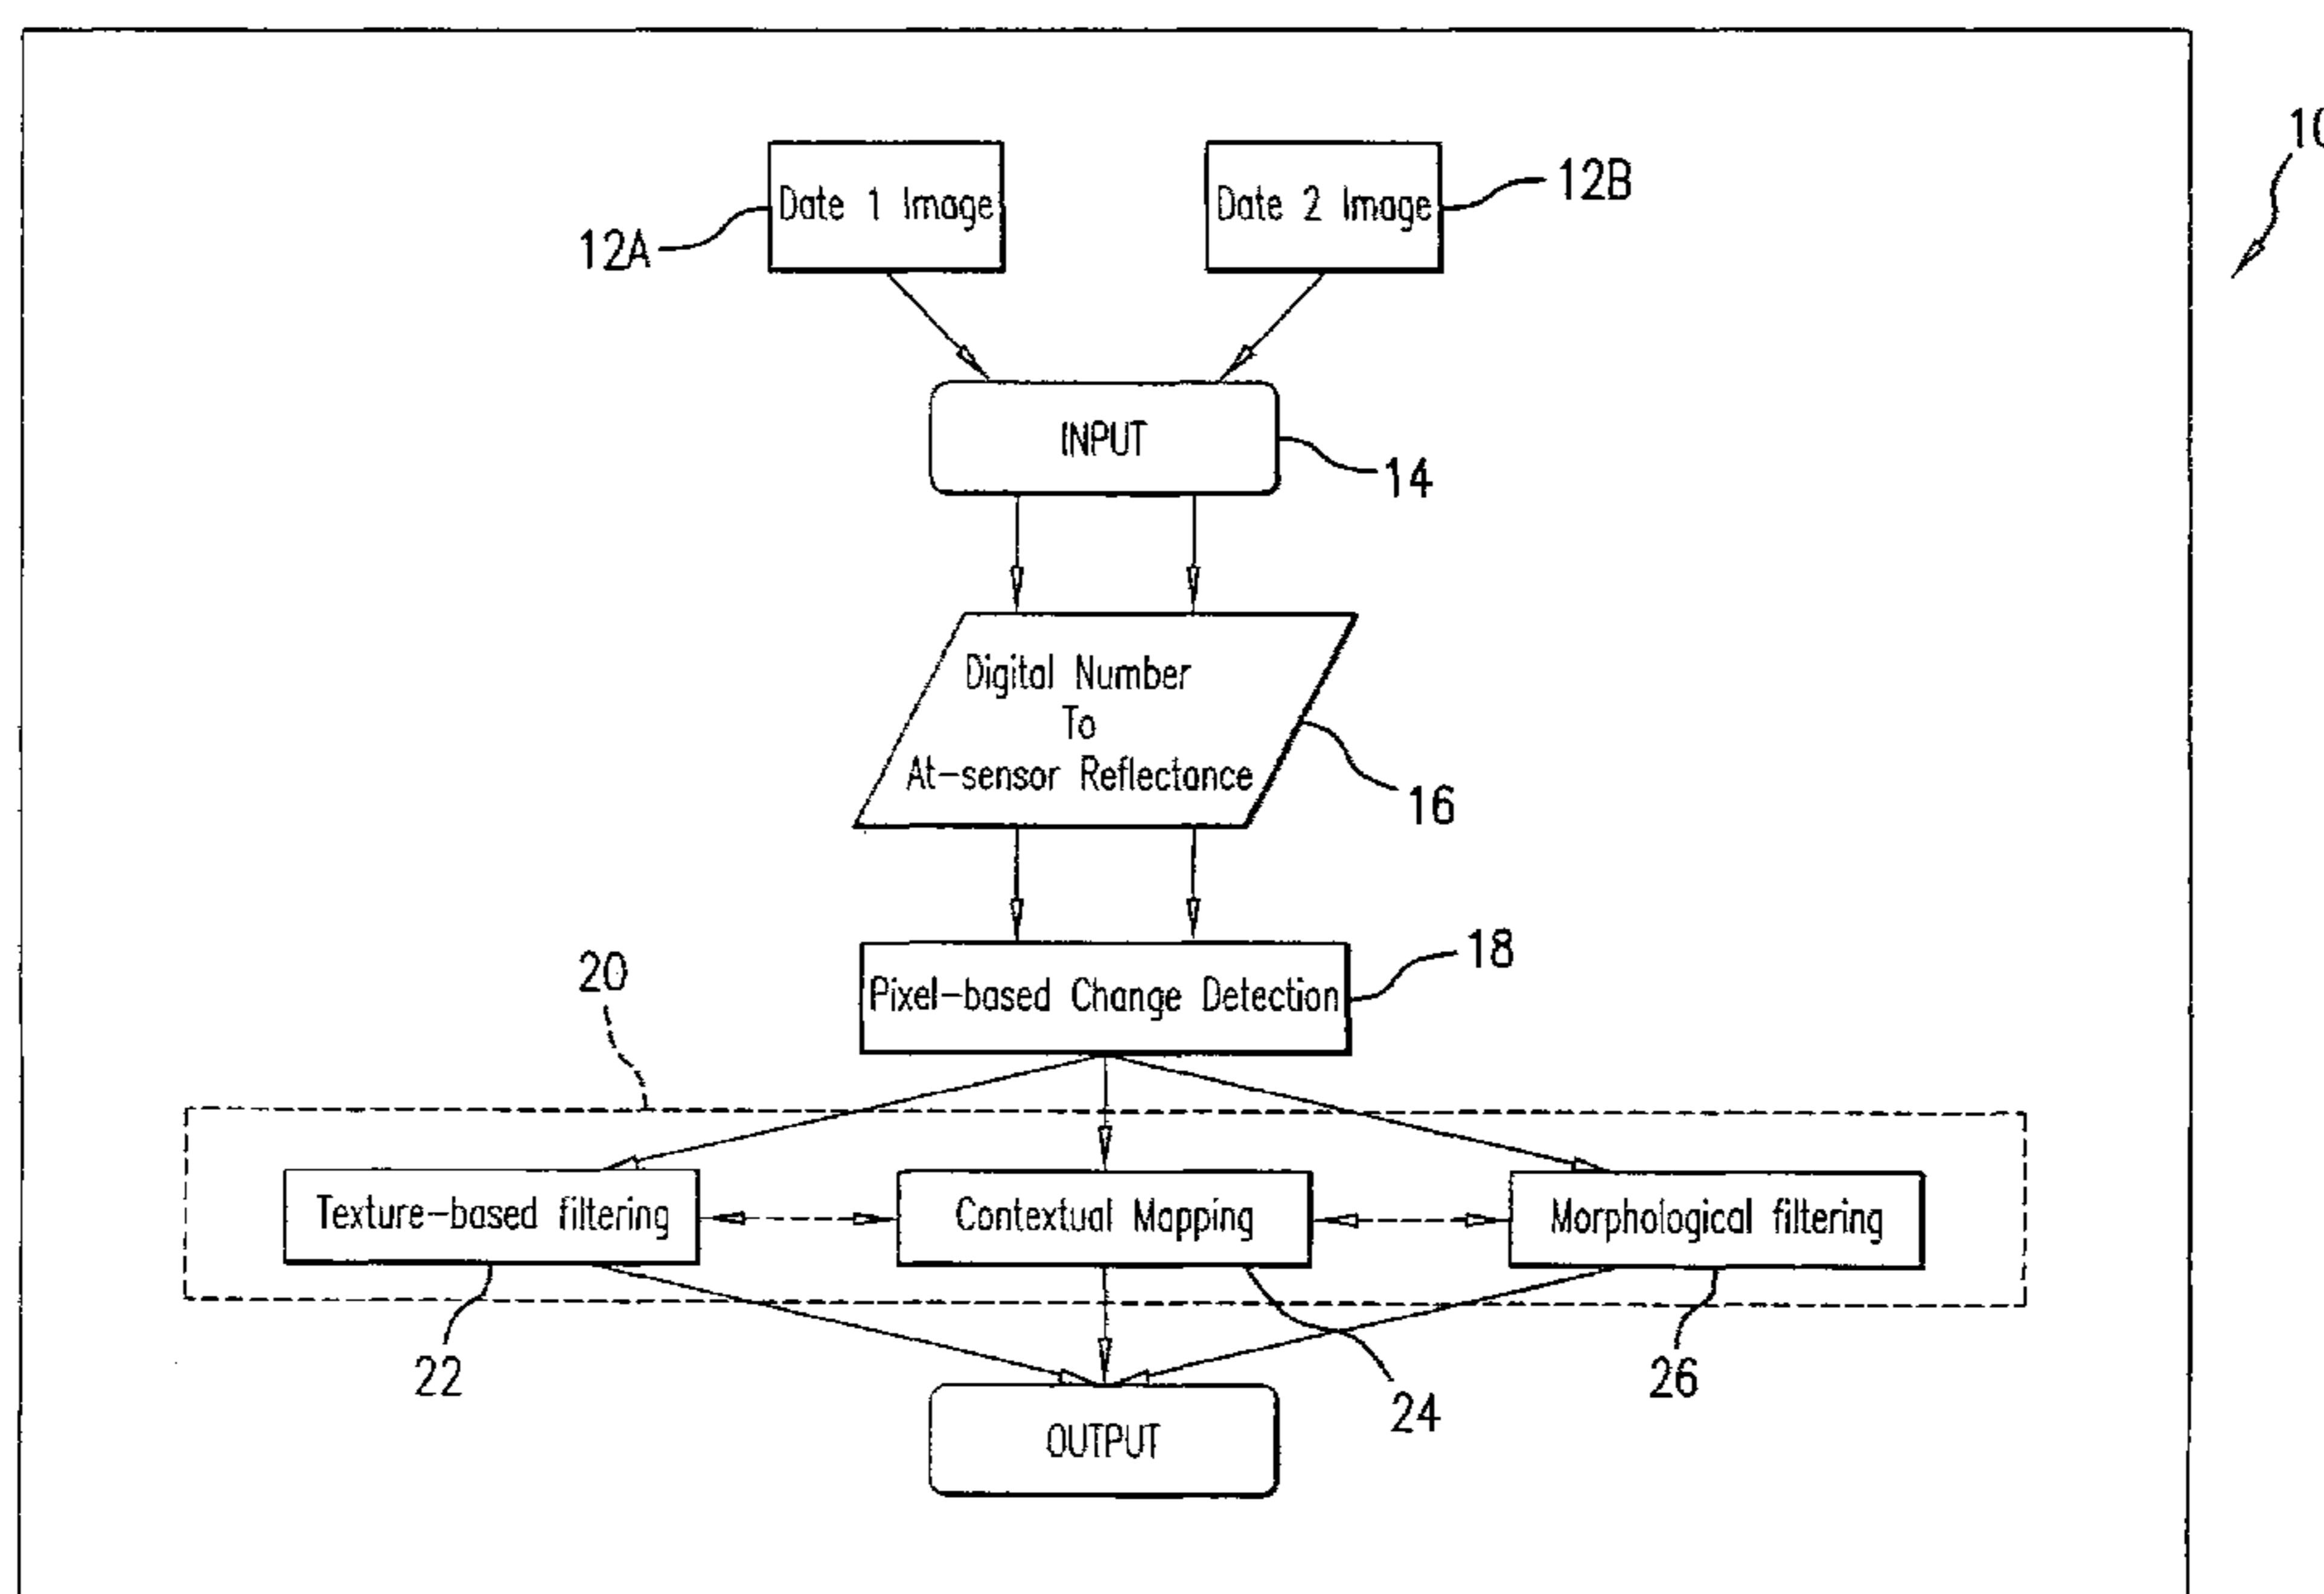 10
Date 1 Image
Date 2 Image
12B
12A
INPUT
14
Digital Number
To
At-sensor Reflectance
16
18
Pixel-based Change Detection
20
Texture-based filtering
Contextual Mapping
Morphological filtering
22
24
26
OUTPUT